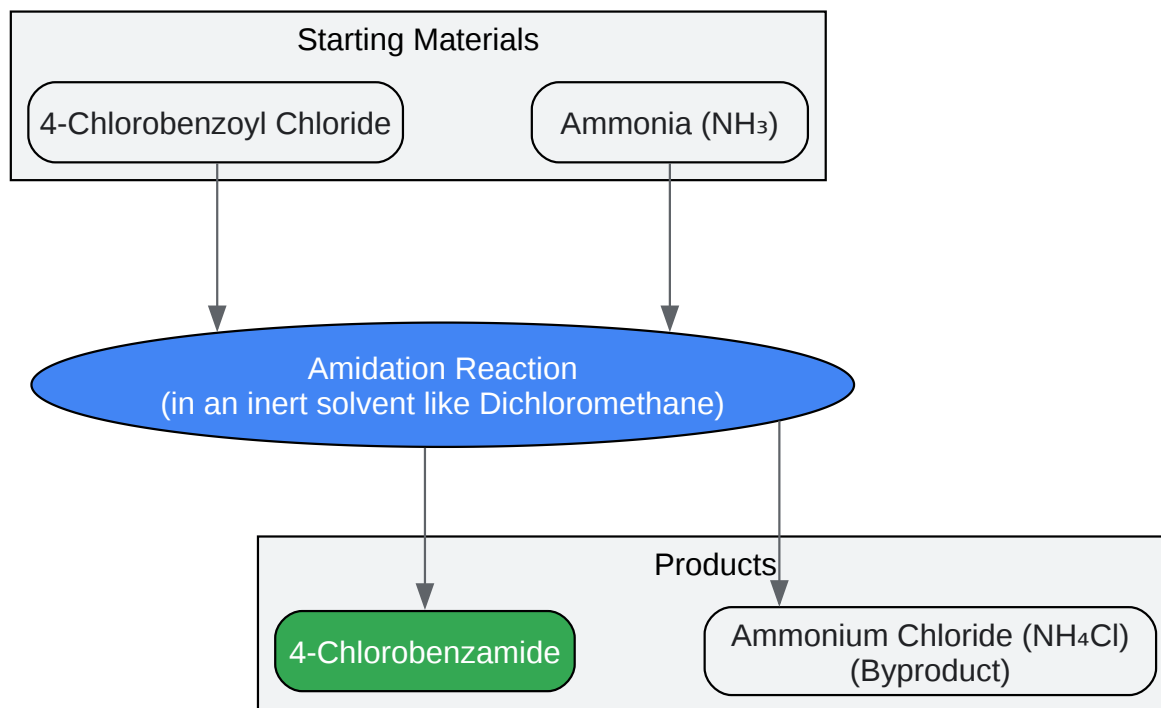 Starting Materials
4-Chlorobenzoyl Chloride
Ammonia (NH₃)
Amidation Reaction
(in an inert solvent like Dichloromethane)
Products
4-Chlorobenzamide
Ammonium Chloride (NH₄Cl)
(Byproduct)